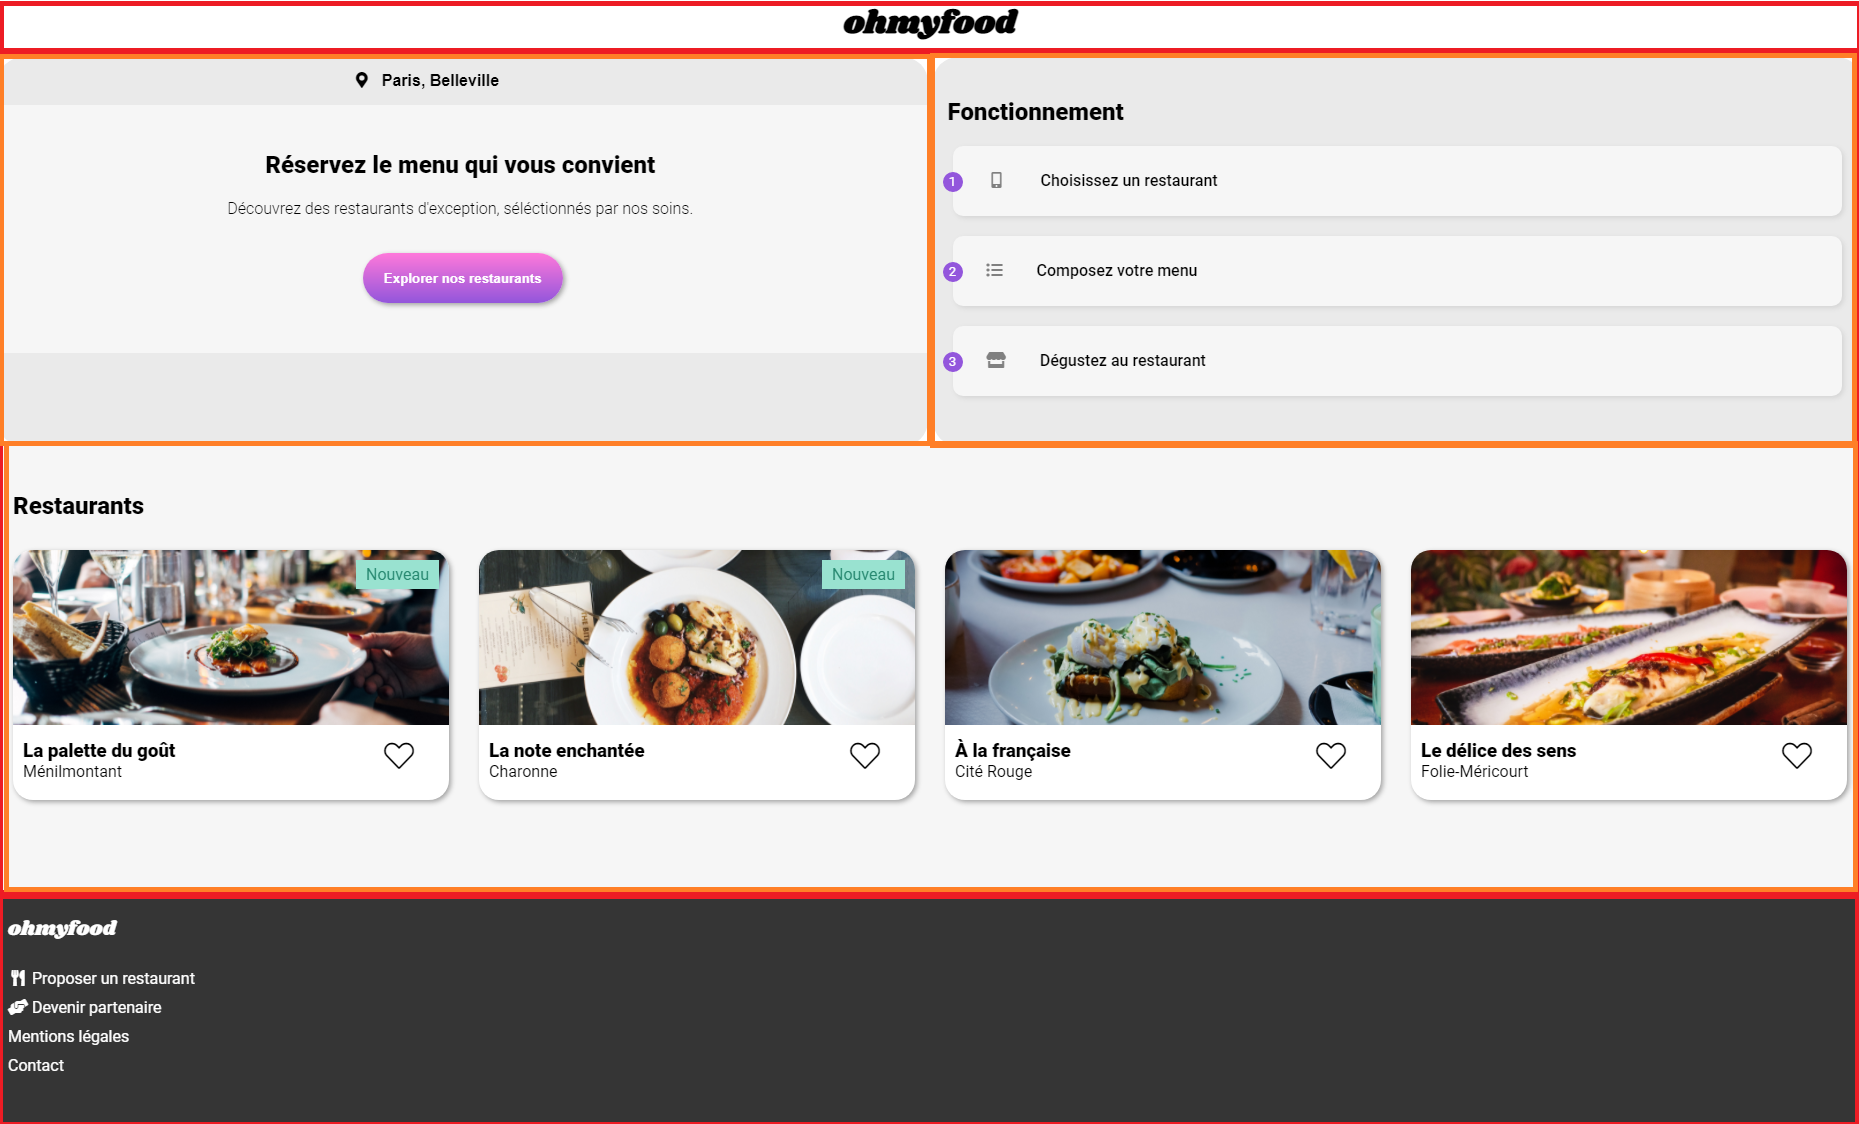 ohmyfood
Paris, Belleville
Réservez le menu qui vous convient
Découvrez des restaurants d'exception, séléctionnés par nos soins.
Explorer nos restaurants
Fonctionnement
1 Choisissez un restaurant
2 Composez votre menu
3 Dégustez au restaurant
Restaurants
Nouveau
La palette du goût
Ménilmontant
Nouveau
La note enchantée
Charonne
À la française
Cité Rouge
Le délice des sens
Folie-Méricourt
ohmyfood
Proposer un restaurant
Devenir partenaire
Mentions légales
Contact